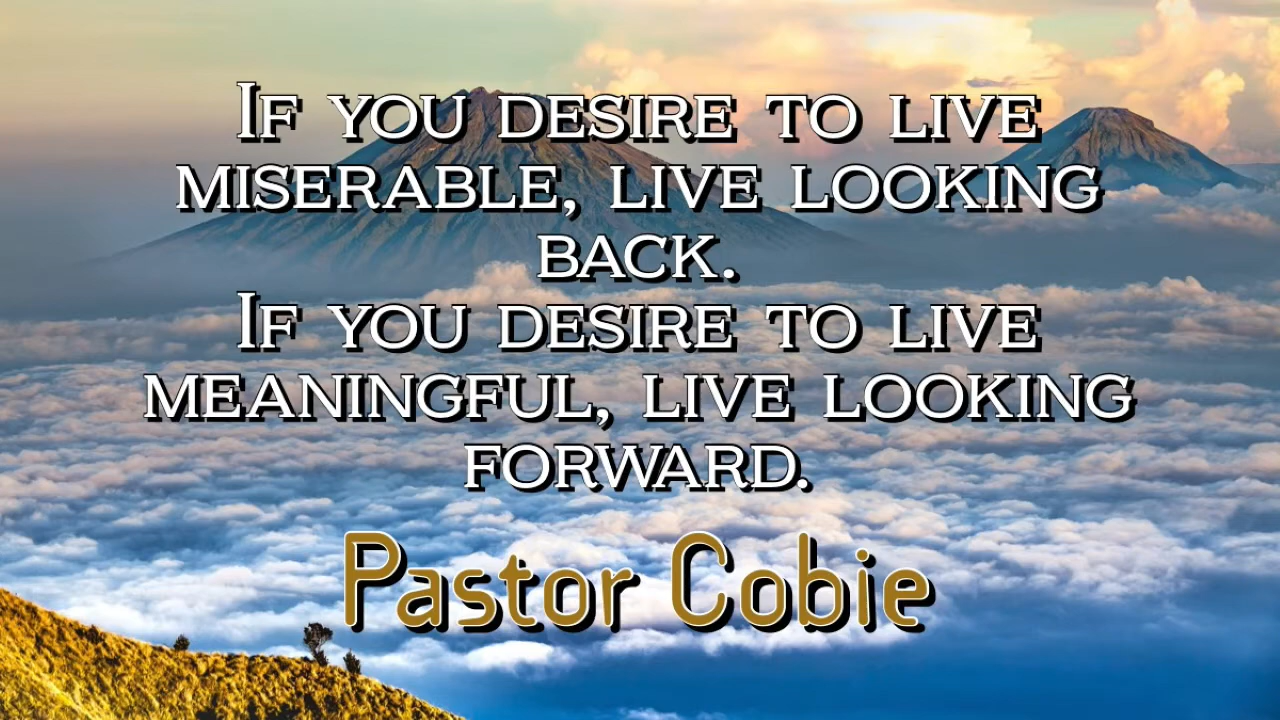 If you desire to live
miserable, live looking
back.
If you desire to live
meaningful, live looking
forward.
Pastor Cobie